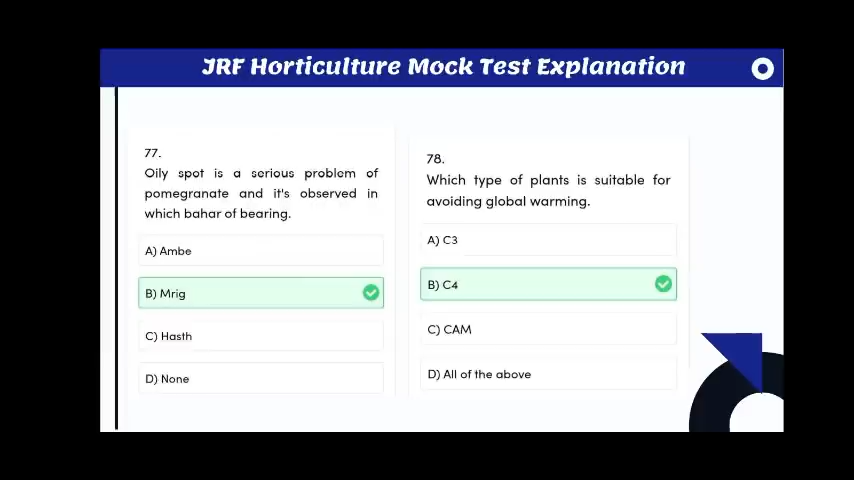 JRF Horticulture Mock Test Explanation
77.
Oily spot is a serious problem of
pomegranate and it's observed in
which bahar of bearing.
A) Ambe
B) Mrig
C) Hasth
D) None
78.
Which type of plants is suitable for
avoiding global warming.
A) C3
B) C4
C) CAM
D) All of the above